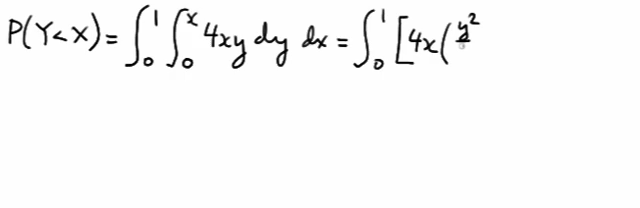 P(Y<X) = ∫₀¹ ∫₀ˣ 4xy dy dx = ∫₀¹ [4x(y²